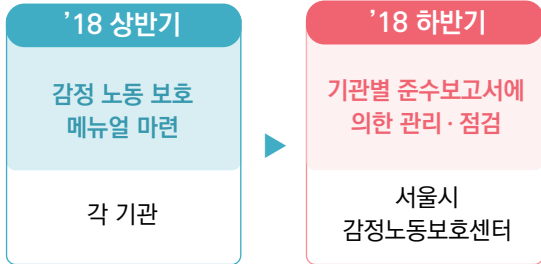 ’18 상반기
감정 노동 보호
메뉴얼 마련
각 기관
’18 하반기
기관별 준수보고서에
의한 관리 · 점검
서울시
감정노동보호센터